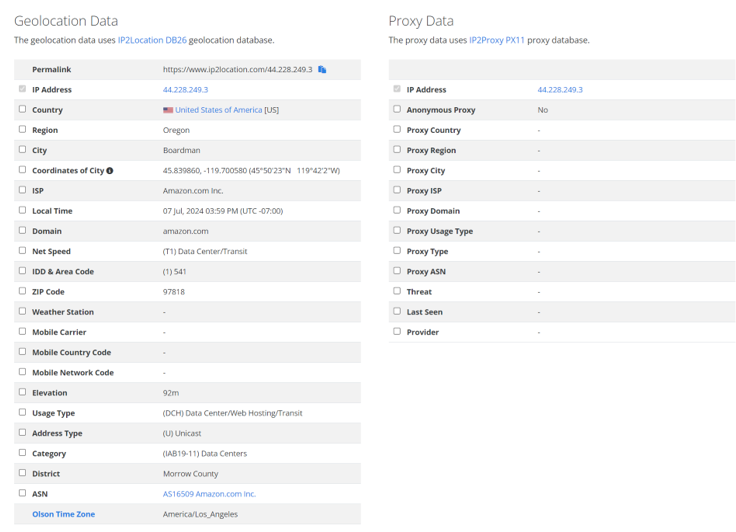 Geolocation Data
The geolocation data uses IP2Location DB26 geolocation database.
Permalink https://www.ip2location.com/44.228.249.3
IP Address 44.228.249.3
Country United States of America [US]
Region Oregon
City Boardman
Coordinates of City 45.839860, -119.700580 (45°50'23"N 119°42'2"W)
ISP Amazon.com Inc.
Local Time 07 Jul, 2024 03:59 PM (UTC -07:00)
Domain amazon.com
Net Speed (T1) Data Center/Transit
IDD & Area Code (1) 541
ZIP Code 97818
Weather Station -
Mobile Carrier -
Mobile Country Code -
Mobile Network Code -
Elevation 92m
Usage Type (DCH) Data Center/Web Hosting/Transit
Address Type (U) Unicast
Category (IAB19-11) Data Centers
District Morrow County
ASN AS16509 Amazon.com Inc.
Olson Time Zone America/Los_Angeles
Proxy Data
The proxy data uses IP2Proxy PX11 proxy database.
IP Address 44.228.249.3
Anonymous Proxy No
Proxy Country -
Proxy Region -
Proxy City -
Proxy ISP -
Proxy Domain -
Proxy Usage Type -
Proxy Type -
Proxy ASN -
Threat -
Last Seen -
Provider -